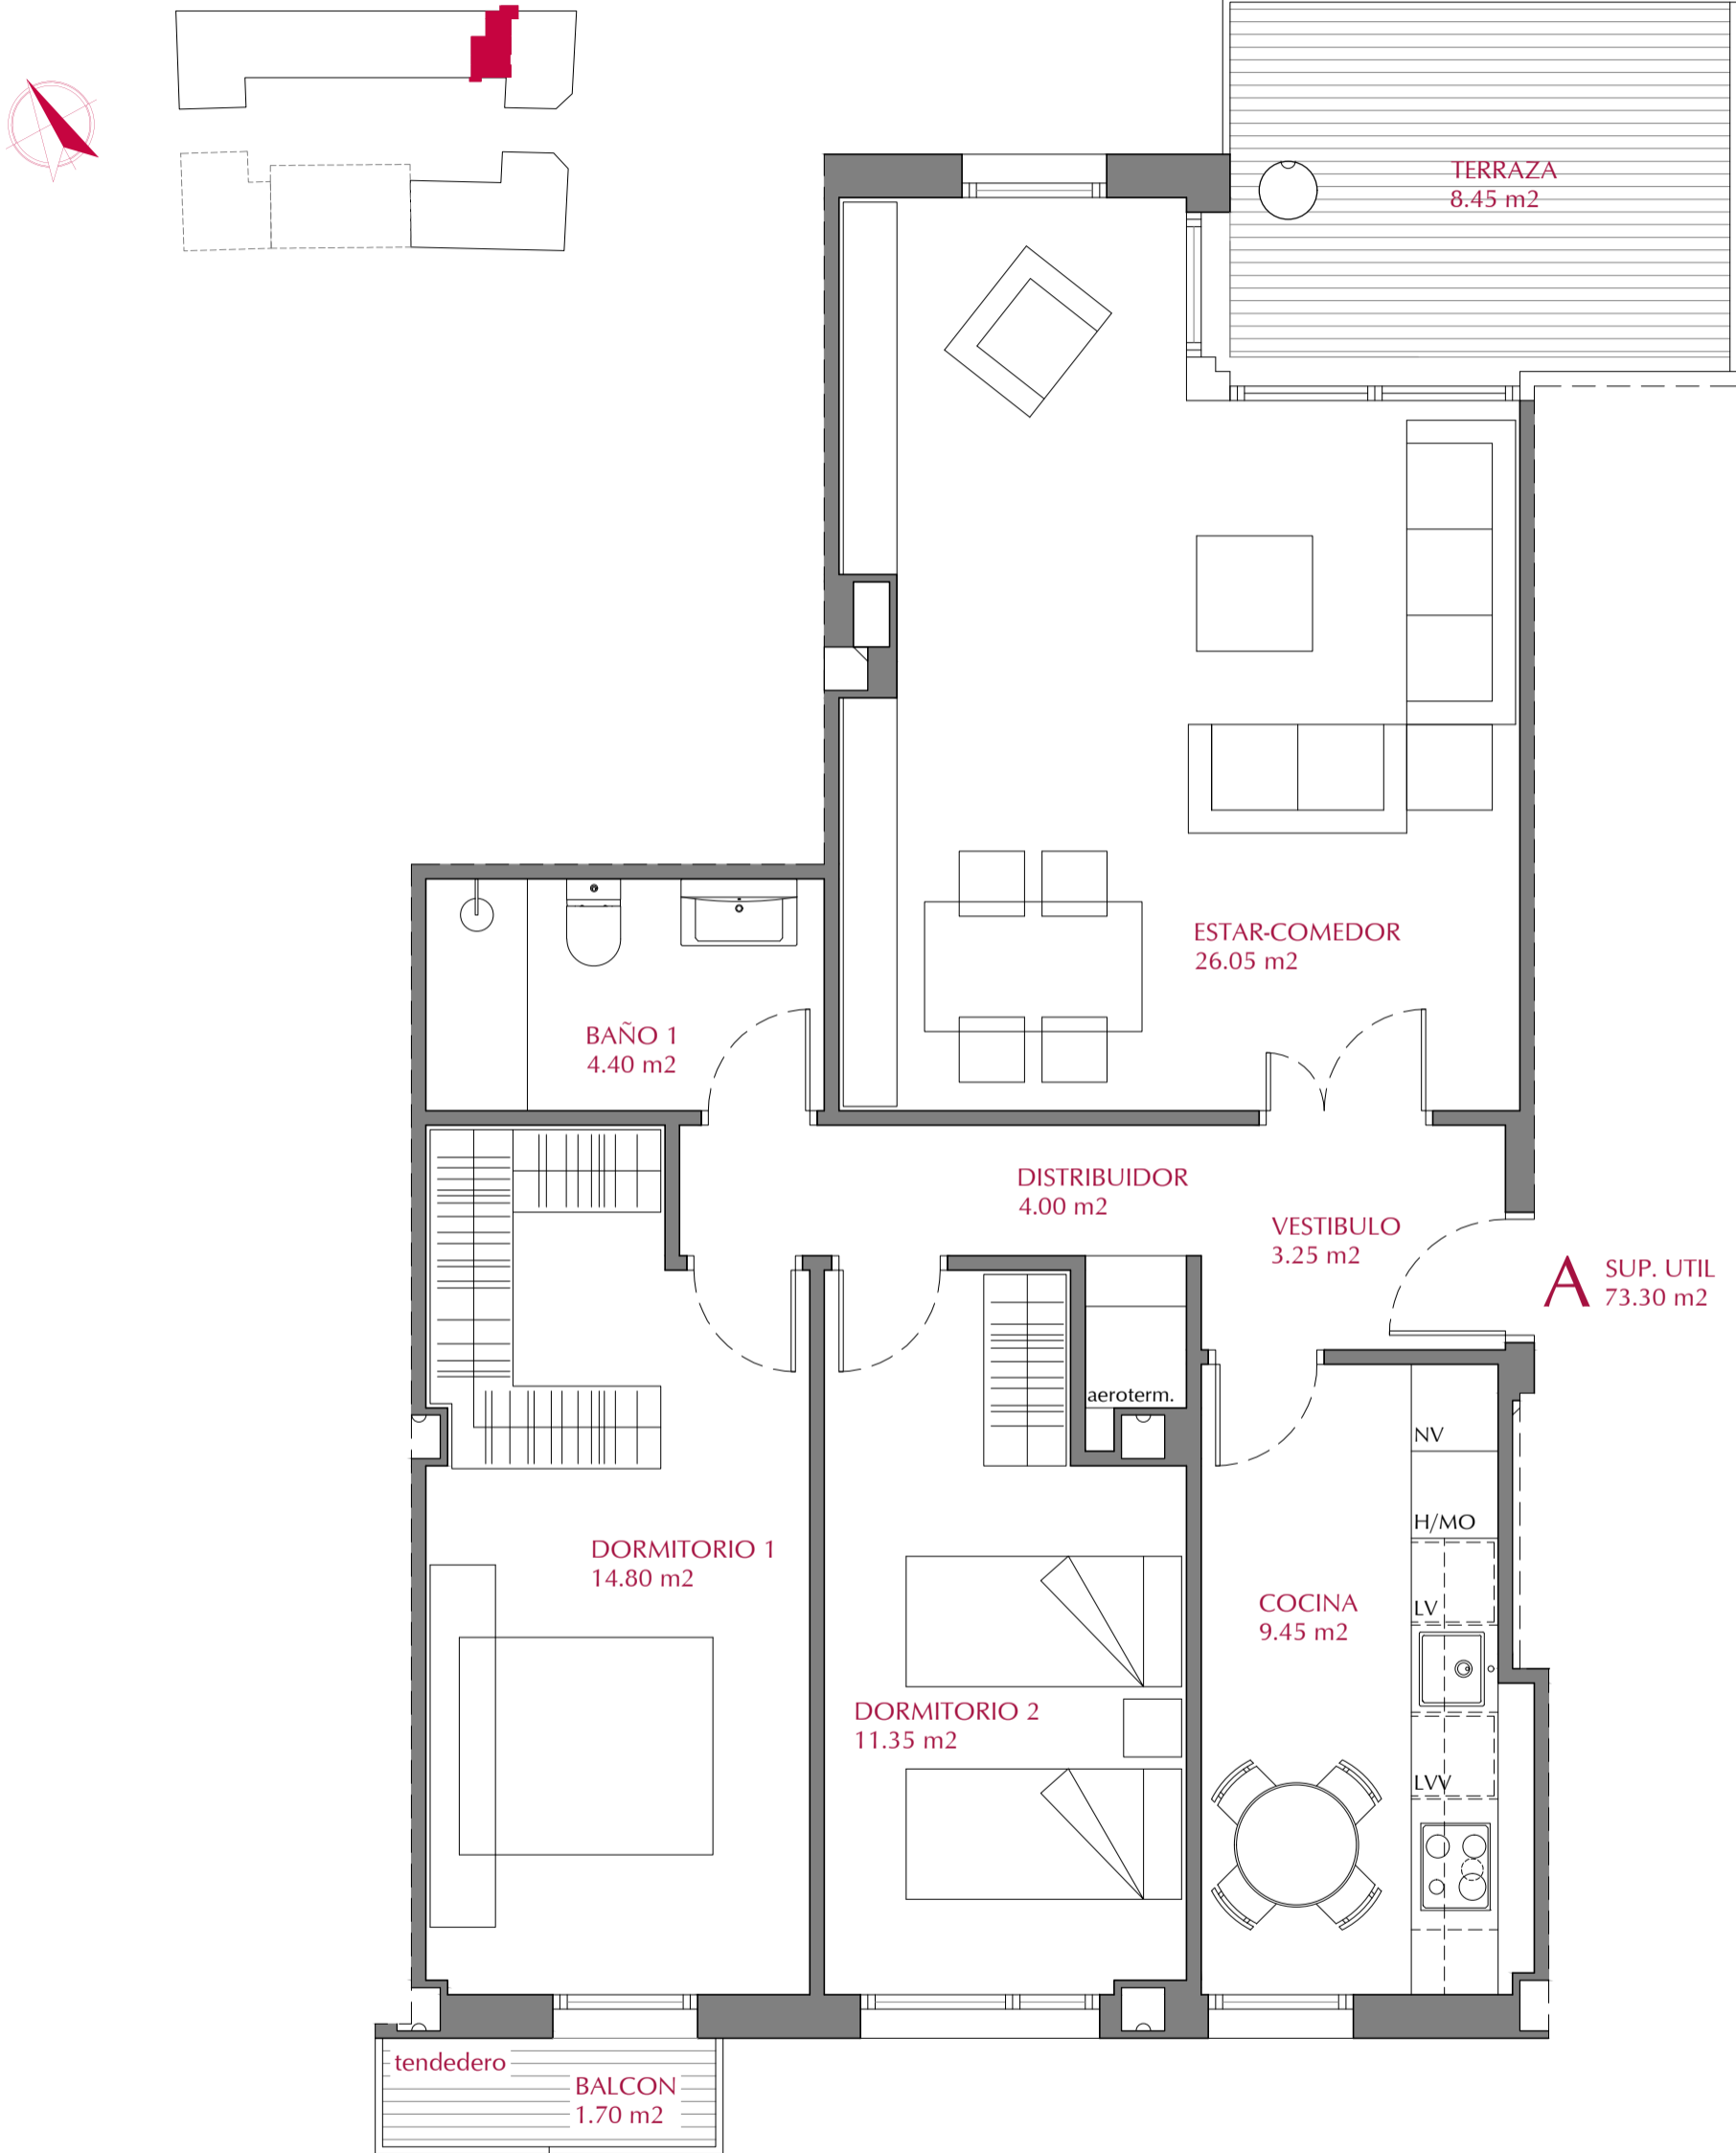 TERRAZA
8.45 m2
ESTAR-COMEDOR
26.05 m2
BAÑO 1
4.40 m2
DISTRIBUIDOR
4.00 m2
VESTIBULO
3.25 m2
A
SUP. UTIL
73.30 m2
aeroterm.
NV
H/MO
DORMITORIO 1
14.80 m2
COCINA
9.45 m2
LV
DORMITORIO 2
11.35 m2
LVV
tendedero
BALCON
1.70 m2